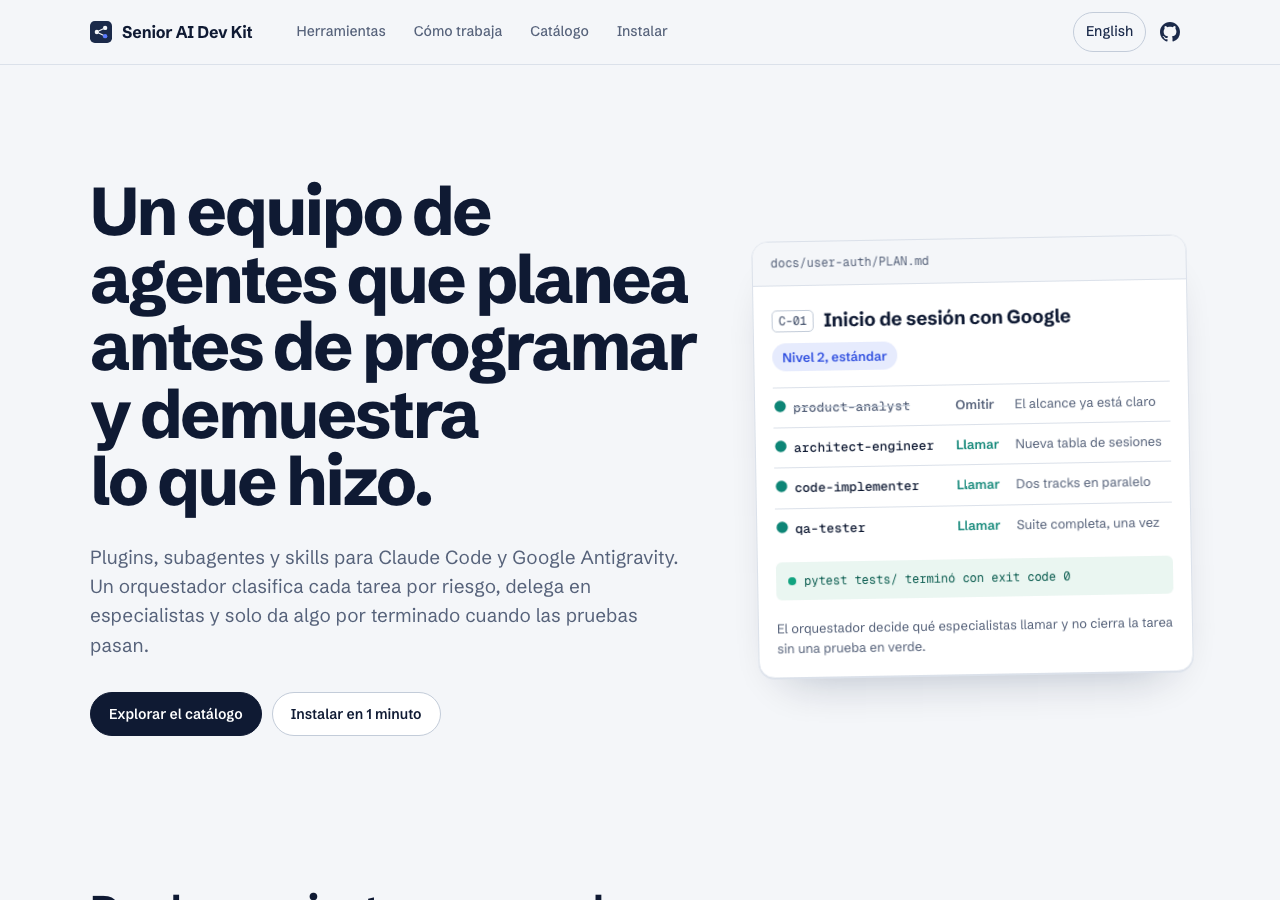 Senior AI Dev Kit
Herramientas
Cómo trabaja
Catálogo
Instalar
English
Un equipo de
agentes que planea
antes de programar
y demuestra
lo que hizo.
Plugins, subagentes y skills para Claude Code y Google Antigravity.
Un orquestador clasifica cada tarea por riesgo, delega en
especialistas y solo da algo por terminado cuando las pruebas
pasan.
Explorar el catálogo
Instalar en 1 minuto
docs/user-auth/PLAN.md
C-01 Inicio de sesión con Google
Nivel 2, estándar
product-analyst Omitir El alcance ya está claro
architect-engineer Llamar Nueva tabla de sesiones
code-implementer Llamar Dos tracks en paralelo
qa-tester Llamar Suite completa, una vez
pytest tests/ terminó con exit code 0
El orquestador decide qué especialistas llamar y no cierra la tarea
sin una prueba en verde.